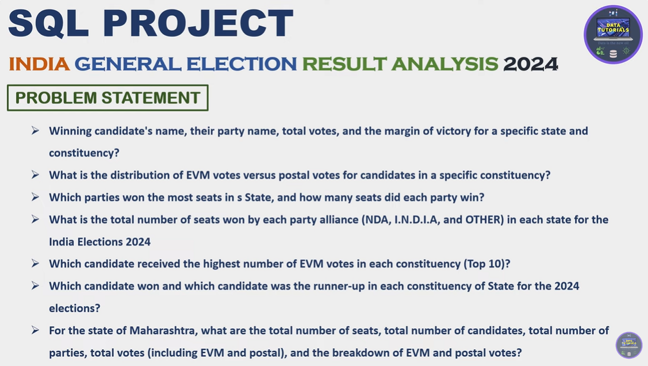 SQL PROJECT
DATA
TUTORIALS
INDIA GENERAL ELECTION RESULT ANALYSIS 2024
PROBLEM STATEMENT
➢ Winning candidate's name, their party name, total votes, and the margin of victory for a specific state and
constituency?
➢ What is the distribution of EVM votes versus postal votes for candidates in a specific constituency?
➢ Which parties won the most seats in s State, and how many seats did each party win?
➢ What is the total number of seats won by each party alliance (NDA, I.N.D.I.A, and OTHER) in each state for the
India Elections 2024
➢ Which candidate received the highest number of EVM votes in each constituency (Top 10)?
➢ Which candidate won and which candidate was the runner-up in each constituency of State for the 2024
elections?
➢ For the state of Maharashtra, what are the total number of seats, total number of candidates, total number of
parties, total votes (including EVM and postal), and the breakdown of EVM and postal votes?